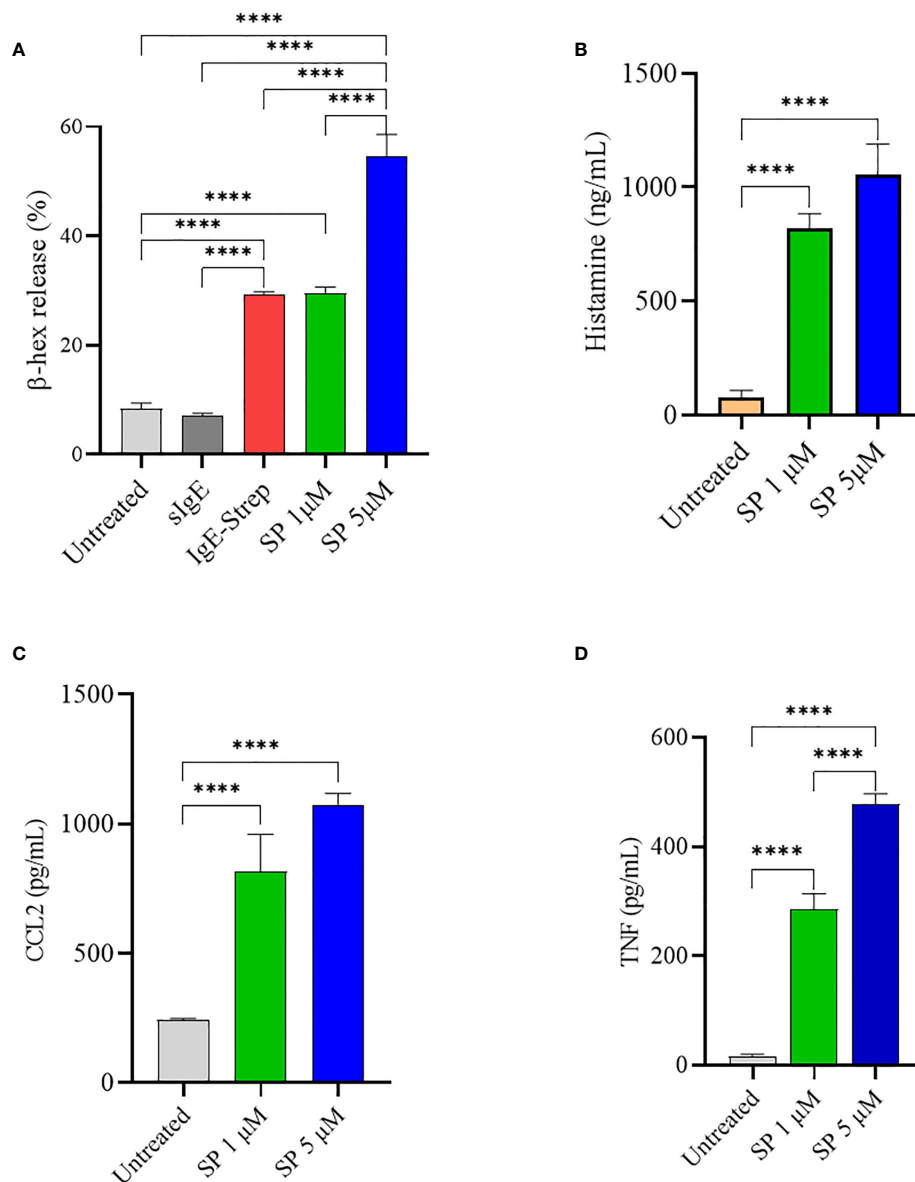 A
****
****
****
****
****
****
****
β-hex release (%)
60
40
20
0
Untreated
sIgE
IgE-Strep
SP 1µM
SP 5µM
B
****
****
Histamine (ng/mL)
1500
1000
500
0
Untreated
SP 1 µM
SP 5µM
C
****
****
CCL2 (pg/mL)
1500
1000
500
0
Untreated
SP 1 µM
SP 5 µM
D
****
****
****
TNF (pg/mL)
600
400
200
0
Untreated
SP 1 µM
SP 5 µM